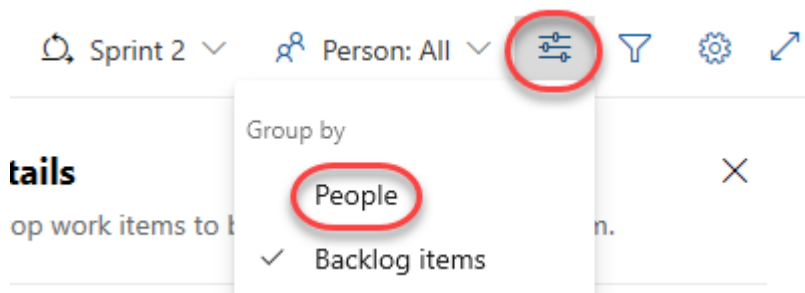 Sprint 2 Person: All
Group by
tails
People
op work items to b m.
Backlog items